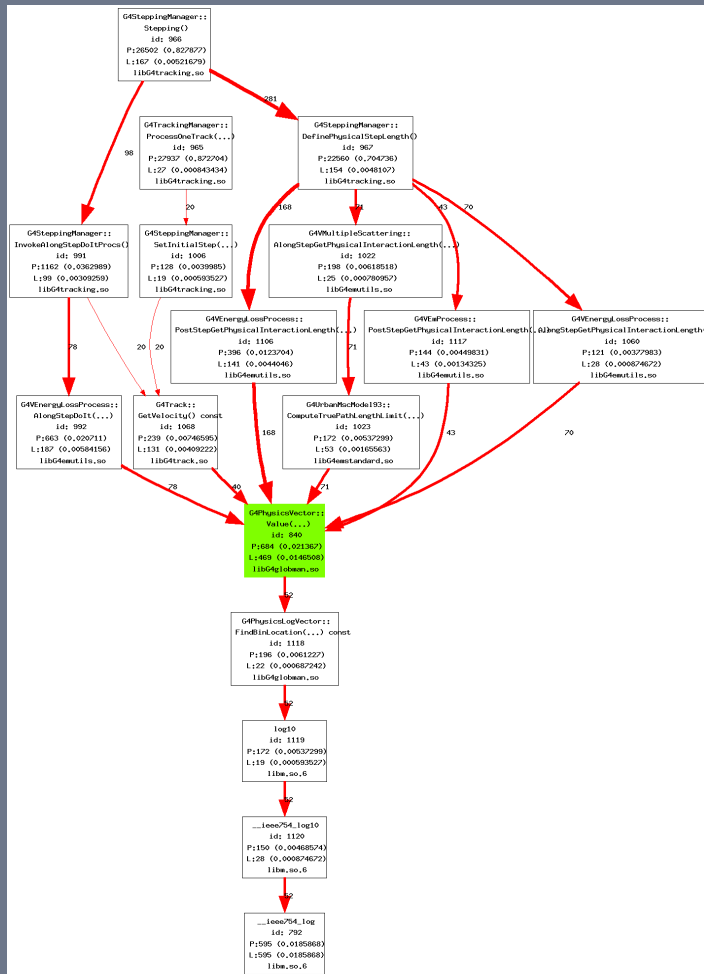 G4SteppingManager::
Stepping()
id: 966
P:26502 (0.827877)
L:167 (0.00521679)
libG4tracking.so
281
98
G4TrackingManager::
ProcessOneTrack(...)
id: 965
P:27937 (0.872704)
L:27 (0.000843434)
libG4tracking.so
G4SteppingManager::
DefinePhysicalStepLength()
id: 967
P:22560 (0.704736)
L:154 (0.0048107)
libG4tracking.so
20
168
71
43
70
G4SteppingManager::
InvokeAlongStepDoItProcs()
id: 991
P:1162 (0.0362989)
L:99 (0.00309259)
libG4tracking.so
G4SteppingManager::
SetInitialStep(...)
id: 1006
P:128 (0.0039985)
L:19 (0.000593527)
libG4tracking.so
G4VMultipleScattering::
AlongStepGetPhysicalInteractionLength(...)
id: 1022
P:198 (0.00618518)
L:25 (0.000780957)
libG4emutils.so
G4VEnergyLossProcess::
PostStepGetPhysicalInteractionLength(...)
id: 1106
P:396 (0.0123704)
L:141 (0.0044046)
libG4emutils.so
G4VEmProcess::
PostStepGetPhysicalInteractionLength(...)
id: 1117
P:144 (0.00449831)
L:43 (0.00134325)
libG4emutils.so
G4VEnergyLossProcess::
AlongStepGetPhysicalInteractionLength
id: 1060
P:121 (0.00377983)
L:28 (0.000874672)
libG4emutils.so
78
20
20
71
G4VEnergyLossProcess::
AlongStepDoIt(...)
id: 992
P:663 (0.020711)
L:187 (0.00584156)
libG4emutils.so
G4Track::
GetVelocity() const
id: 1068
P:239 (0.00746595)
L:131 (0.00409222)
libG4track.so
G4UrbanMscModel93::
ComputeTruePathLengthLimit(...)
id: 1023
P:172 (0.00537299)
L:53 (0.00165563)
libG4emstandard.so
168
43
70
78
40
71
G4PhysicsVector::
Value(...)
id: 840
P:684 (0.021367)
L:469 (0.0146508)
libG4globman.so
52
G4PhysicsLogVector::
FindBinLocation(...) const
id: 1118
P:196 (0.0061227)
L:22 (0.000687242)
libG4globman.so
52
log10
id: 1119
P:172 (0.00537299)
L:19 (0.000593527)
libm.so.6
52
__ieee754_log10
id: 1120
P:150 (0.00468574)
L:28 (0.000874672)
libm.so.6
52
__ieee754_log
id: 792
P:595 (0.0185868)
L:595 (0.0185868)
libm.so.6